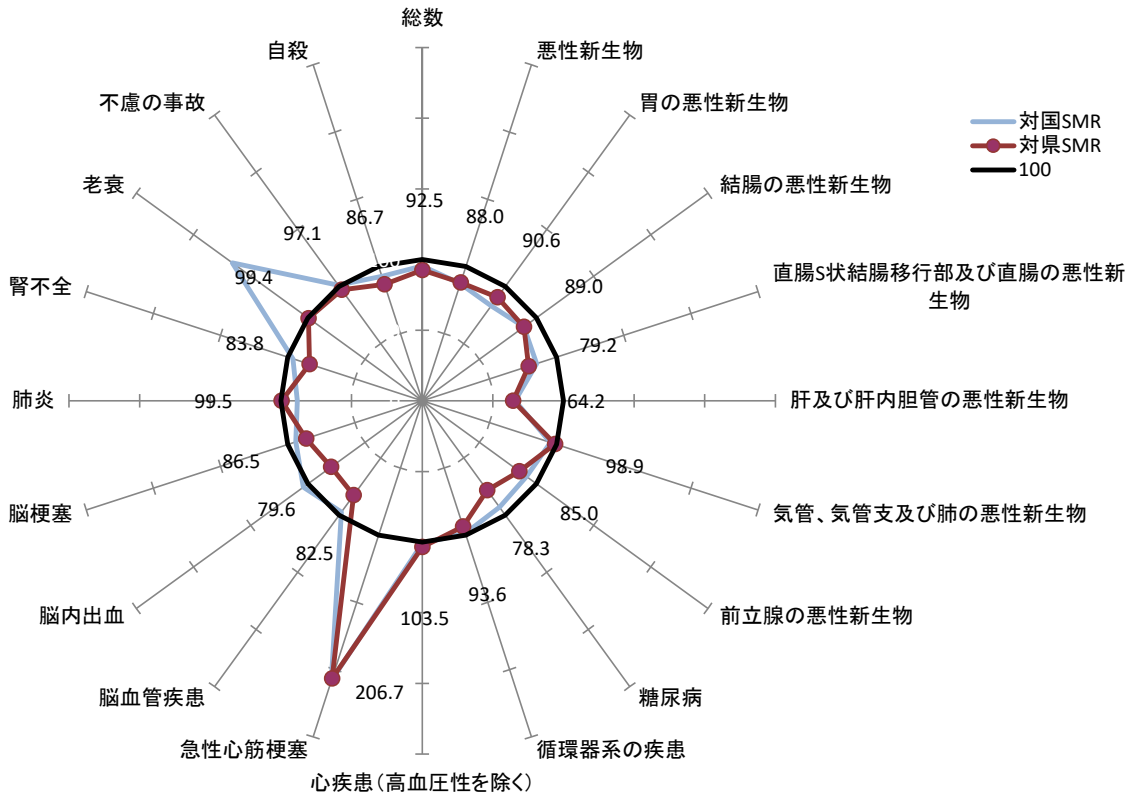 総数
自殺
悪性新生物
不慮の事故
胃の悪性新生物
対国SMR
対県SMR
100
老衰
結腸の悪性新生物
92.5
86.7
88.0
97.1
90.6
99.4
89.0
直腸S状結腸移行部及び直腸の悪性新
生物
腎不全
83.8
79.2
肺炎
99.5
64.2
肝及び肝内胆管の悪性新生物
86.5
98.9
脳梗塞
気管、気管支及び肺の悪性新生物
79.6
85.0
82.5
78.3
脳内出血
前立腺の悪性新生物
93.6
103.5
206.7
脳血管疾患
糖尿病
急性心筋梗塞
循環器系の疾患
心疾患(高血圧性を除く)